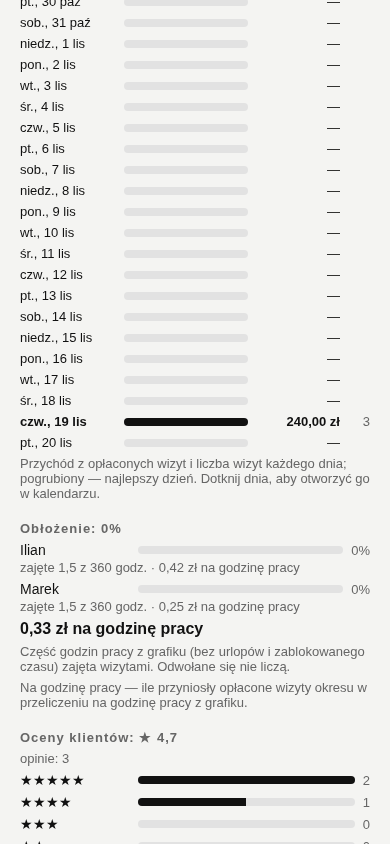 pt., 30 paź —
sob., 31 paź —
niedz., 1 lis —
pon., 2 lis —
wt., 3 lis —
śr., 4 lis —
czw., 5 lis —
pt., 6 lis —
sob., 7 lis —
niedz., 8 lis —
pon., 9 lis —
wt., 10 lis —
śr., 11 lis —
czw., 12 lis —
pt., 13 lis —
sob., 14 lis —
niedz., 15 lis —
pon., 16 lis —
wt., 17 lis —
śr., 18 lis —
czw., 19 lis 240,00 zł 3
pt., 20 lis —
Przychód z opłaconych wizyt i liczba wizyt każdego dnia;
pogrubiony — najlepszy dzień. Dotknij dnia, aby otworzyć go
w kalendarzu.
Obłożenie: 0%
Ilian 0%
zajęte 1,5 z 360 godz. · 0,42 zł na godzinę pracy
Marek 0%
zajęte 1,5 z 360 godz. · 0,25 zł na godzinę pracy
0,33 zł na godzinę pracy
Część godzin pracy z grafiku (bez urlopów i zablokowanego
czasu) zajęta wizytami. Odwołane się nie liczą.
Na godzinę pracy — ile przyniosły opłacone wizyty okresu w
przeliczeniu na godzinę pracy z grafiku.
Oceny klientów: ★ 4,7
opinie: 3
★★★★★ 2
★★★★ 1
★★★ 0